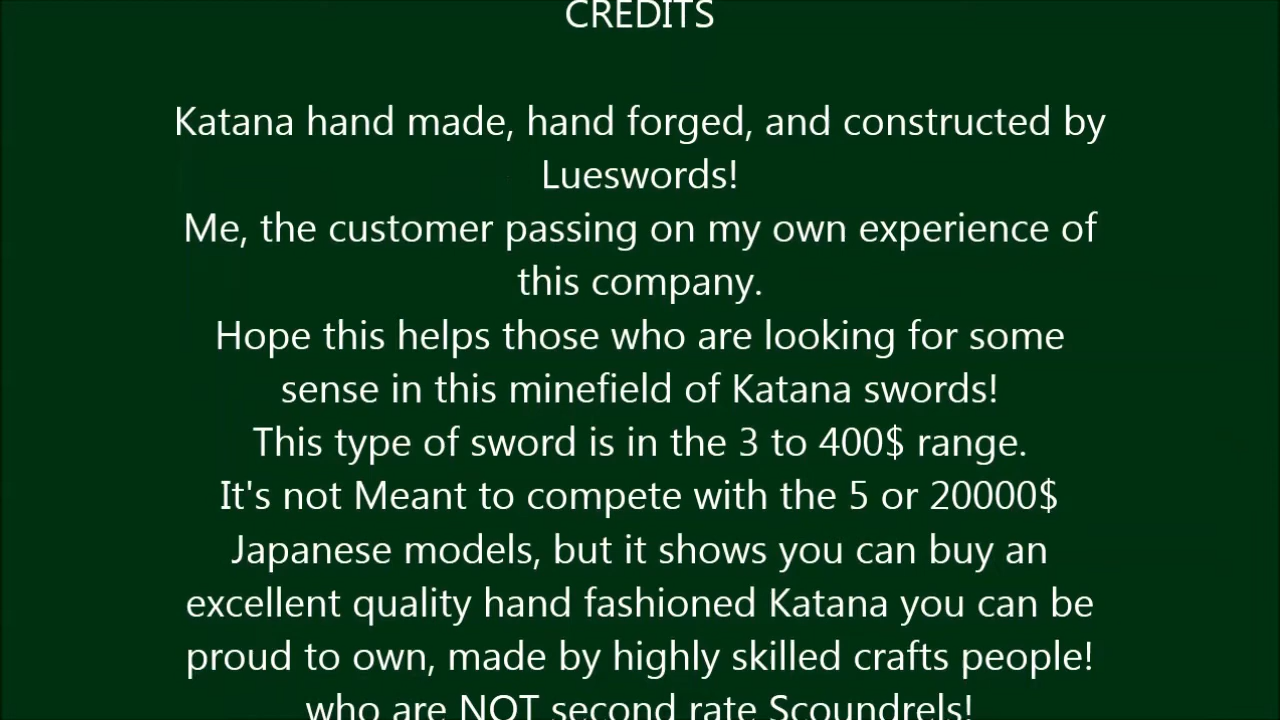 CREDITS
Katana hand made, hand forged, and constructed by
Lueswords!
Me, the customer passing on my own experience of
this company.
Hope this helps those who are looking for some
sense in this minefield of Katana swords!
This type of sword is in the 3 to 400$ range.
It's not Meant to compete with the 5 or 20000$
Japanese models, but it shows you can buy an
excellent quality hand fashioned Katana you can be
proud to own, made by highly skilled crafts people!
who are NOT second rate Scoundrels!